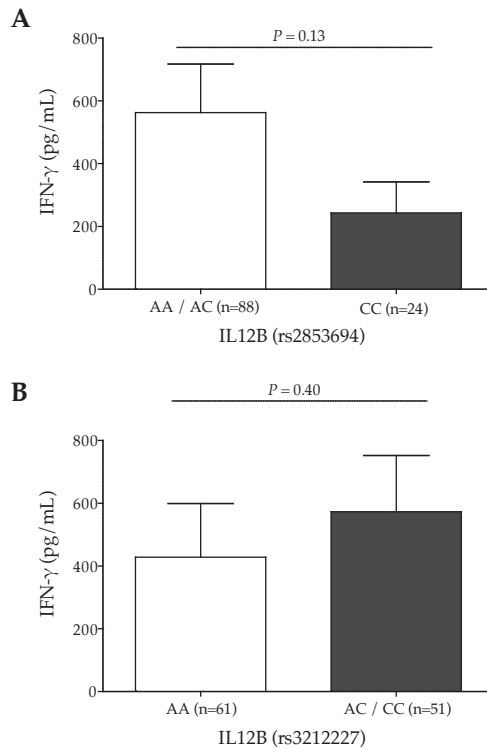 A
P = 0.13
800
600
400
200
0
IFN-γ (pg/mL)
AA / AC (n=88)
CC (n=24)
IL12B (rs2853694)
B
P = 0.40
800
600
400
200
0
IFN-γ (pg/mL)
AA (n=61)
AC / CC (n=51)
IL12B (rs3212227)